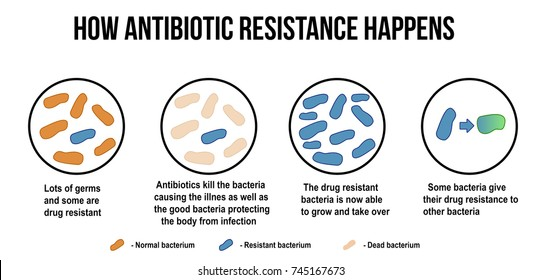 HOW ANTIBIOTIC RESISTANCE HAPPENS
Lots of germs
and some are
drug resistant
Antibiotics kill the bacteria
causing the illnes as well as
the good bacteria protecting
the body from infection
The drug resistant
bacteria is now able
to grow and take over
Some bacteria give
their drug resistance to
other bacteria
- Normal bacterium
- Resistant bacterium
- Dead bacterium
shutterstock.com · 745167673